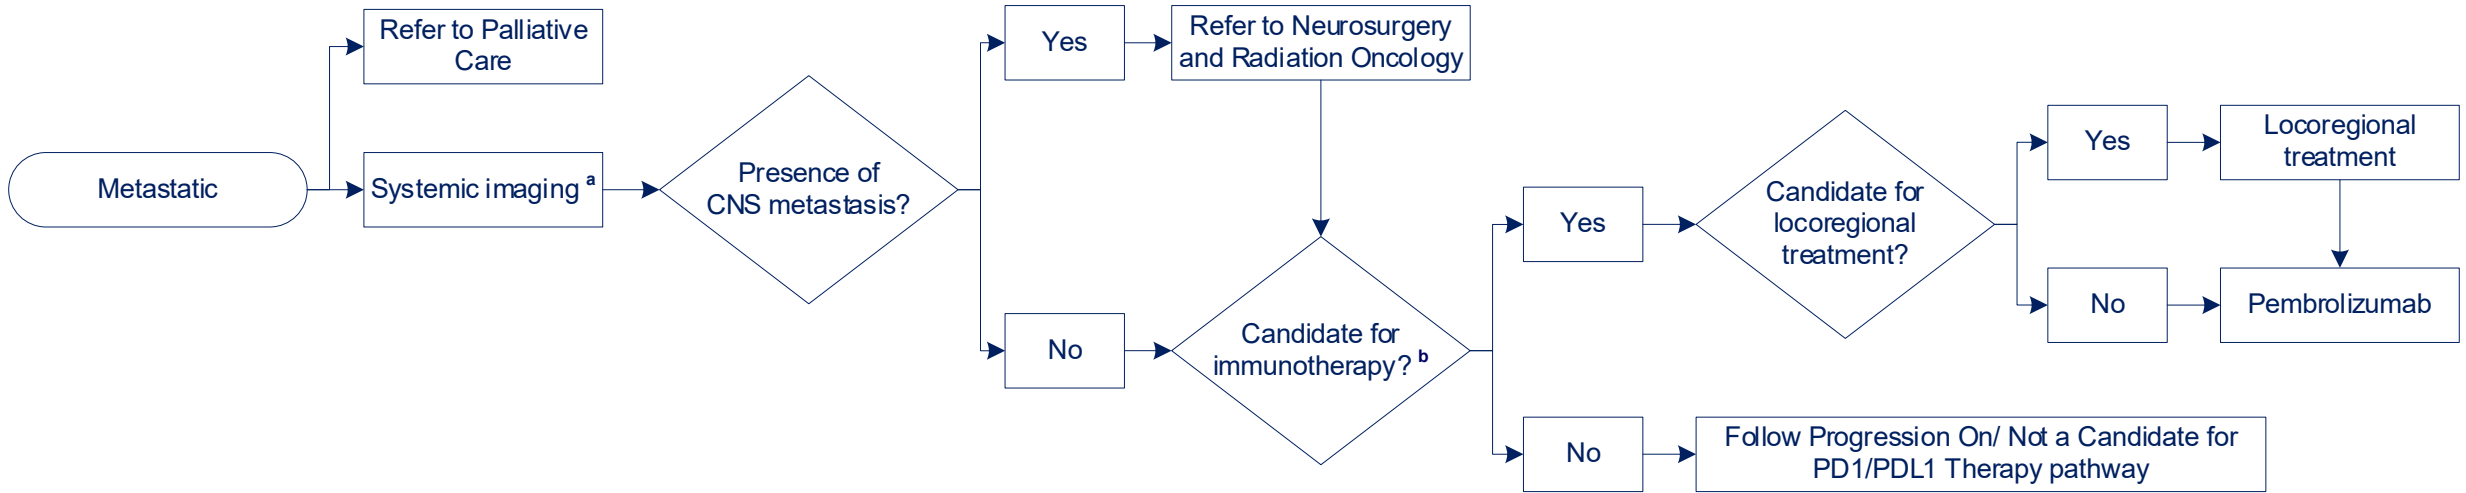 Refer to Palliative
Care
Metastatic
Systemic imaging a
Presence of
CNS metastasis?
Yes
Refer to Neurosurgery
and Radiation Oncology
No
Candidate for
immunotherapy? b
Yes
Candidate for
locoregional
treatment?
Yes
Locoregional
treatment
No
Pembrolizumab
No
Follow Progression On/ Not a Candidate for
PD1/PDL1 Therapy pathway